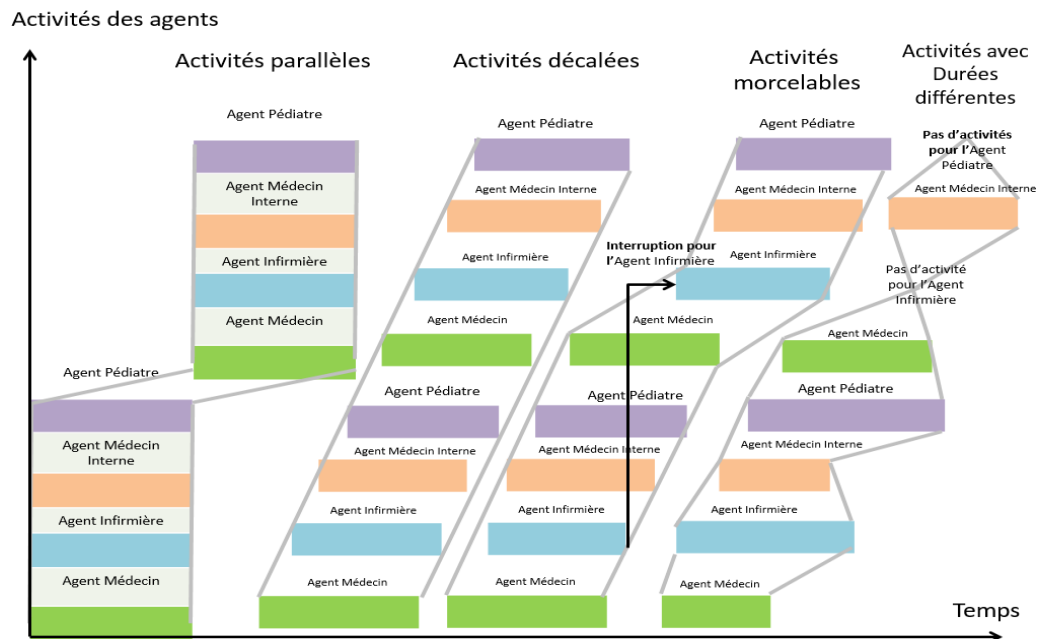 Activités des agents
Activités parallèles
Activités décalées
Activités
morcelables
Activités avec
Durées
différentes
Agent Pédiatre
Agent Médecin
Interne
Agent Infirmière
Agent Médecin
Agent Pédiatre
Agent Médecin
Interne
Agent Infirmière
Agent Médecin
Agent Pédiatre
Agent Médecin Interne
Agent Infirmière
Agent Médecin
Agent Pédiatre
Agent Médecin Interne
Agent Infirmière
Agent Médecin
Agent Pédiatre
Agent Médecin Interne
Interruption pour
l'Agent Infirmière
Agent Infirmière
Agent Médecin
Agent Pédiatre
Agent Médecin Interne
Agent Infirmière
Agent Médecin
Pas d'activités
pour l'Agent
Pédiatre
Agent Médecin Interne
Pas d'activité
pour l'Agent
Infirmière
Agent Médecin
Agent Pédiatre
Agent Médecin Interne
Agent Infirmière
Agent Médecin
Temps